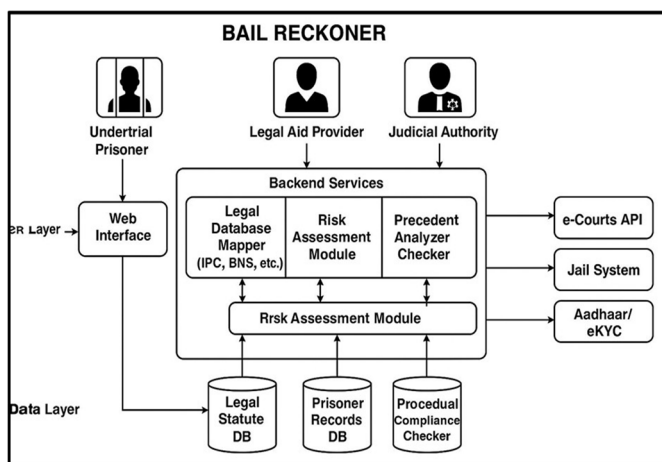 BAIL RECKONER
Undertrial
Prisoner
Legal Aid Provider
Judicial Authority
Backend Services
ER Layer
Web
Interface
Legal
Database
Mapper
(IPC, BNS, etc.)
Risk
Assessment
Module
Precedent
Analyzer
Checker
e-Courts API
Jail System
Aadhaar/
eKYC
Rrsk Assessment Module
Data Layer
Legal
Statute
DB
Prisoner
Records
DB
Procedual
Compliance
Checker